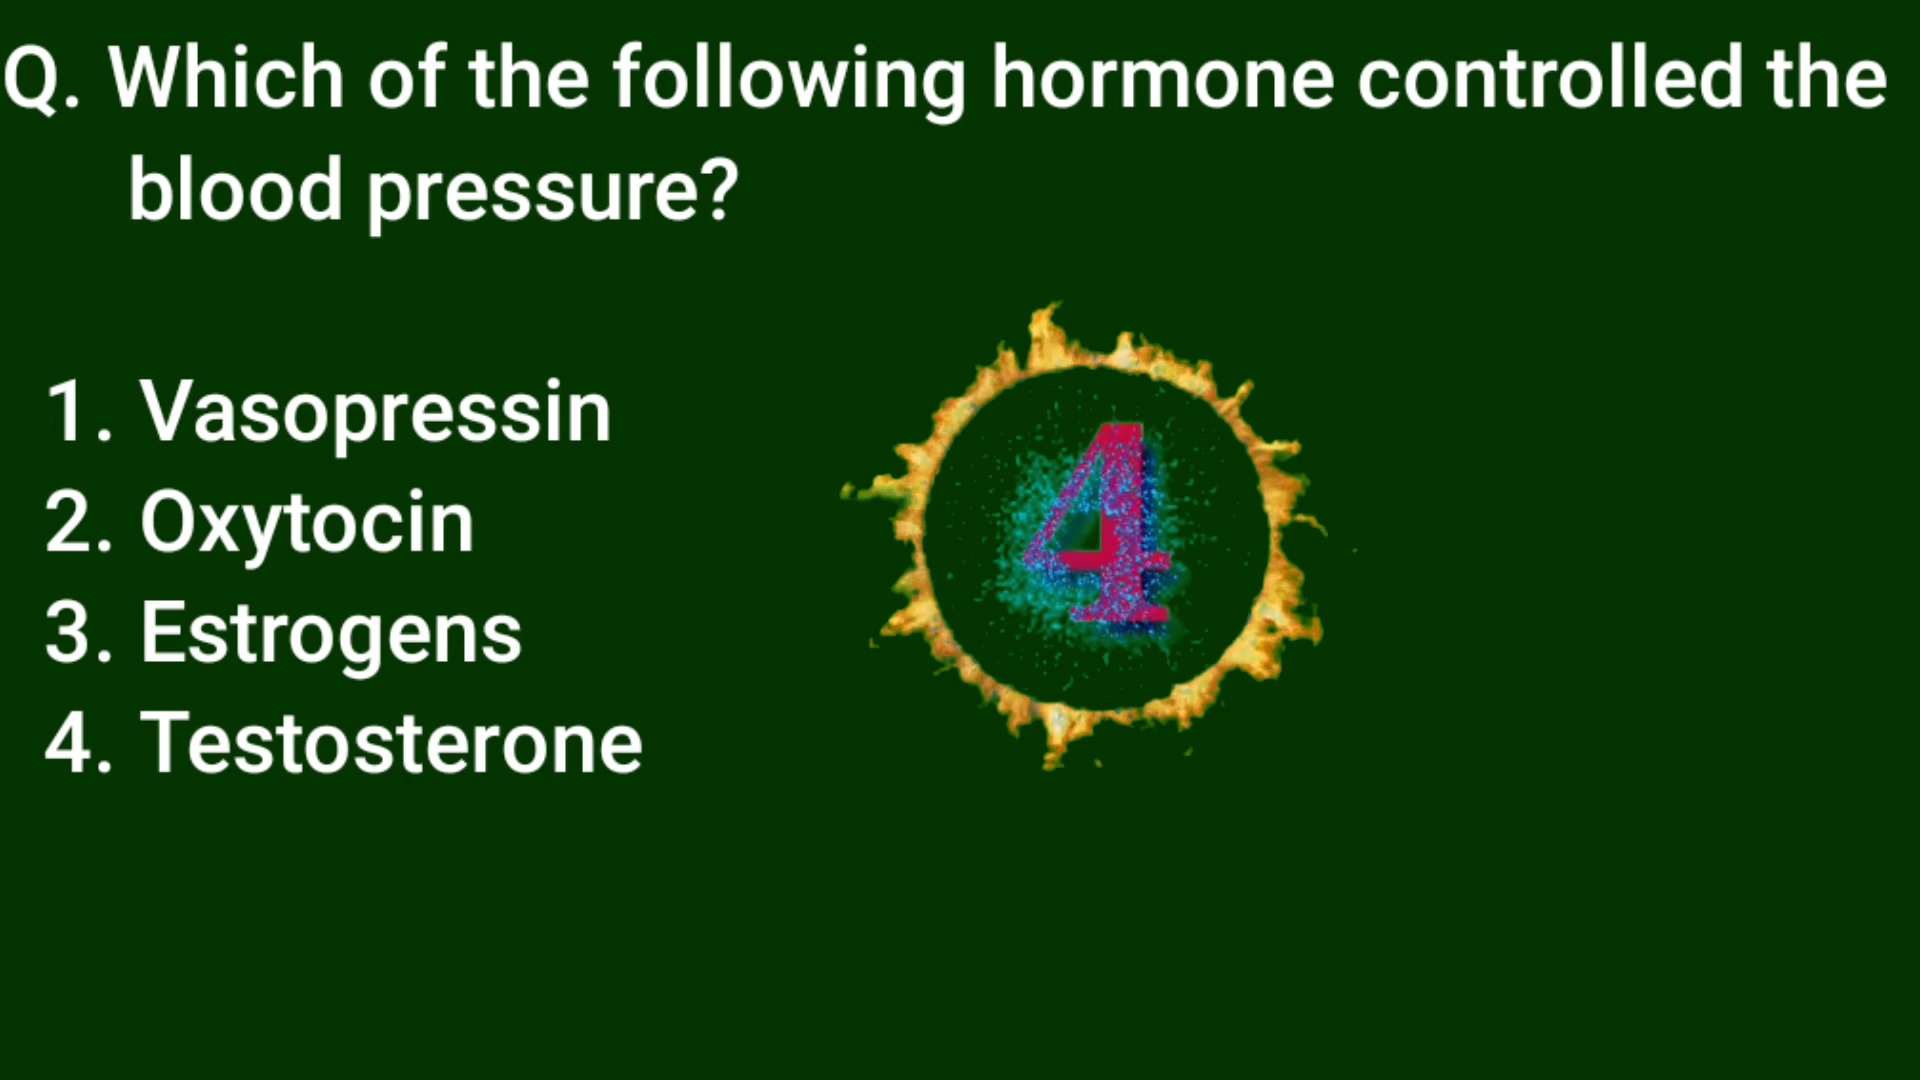 Q. Which of the following hormone controlled the
blood pressure?
1. Vasopressin
2. Oxytocin
3. Estrogens
4. Testosterone
4